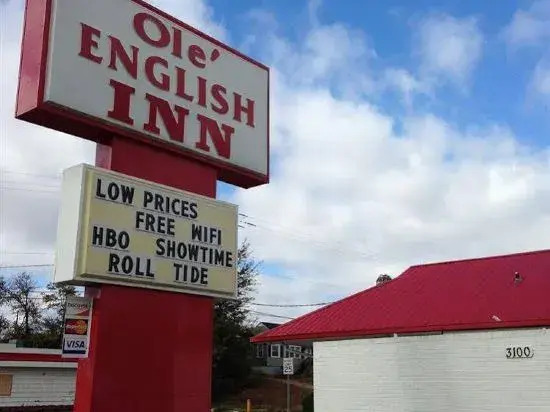 Ole'
ENGLISH
INN
LOW PRICES
FREE WIFI
HBO SHOWTIME
ROLL TIDE
VISA
3100